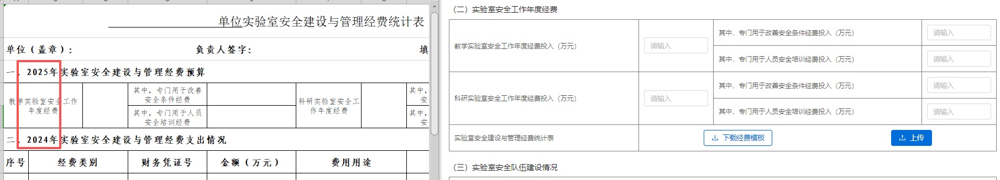 单位实验室安全建设与管理经费统计表
单位（盖章）：
负责人签字：
填
一、2025年实验室安全建设与管理经费预算
教学实验室安全工作
年度经费
其中，专门用于改善
安全条件经费
其中，专门用于人员
安全培训经费
科研实验室安全工
作年度经费
其中，
安
其中，
安
二、2024年实验室安全建设与管理经费支出情况
序号
经费类别
财务凭证号
金额（万元）
费用用途
（二）实验室安全工作年度经费
教学实验室安全工作年度经费投入（万元）
请输入
其中，专门用于改善安全条件经费投入（万元）
请输入
其中，专门用于人员安全培训经费投入（万元）
请输入
科研实验室安全工作年度经费投入（万元）
请输入
其中，专门用于改善安全条件经费投入（万元）
请输入
其中，专门用于人员安全培训经费投入（万元）
请输入
实验室安全建设与管理经费统计表
下载经费模板
上传
（三）实验室安全队伍建设情况